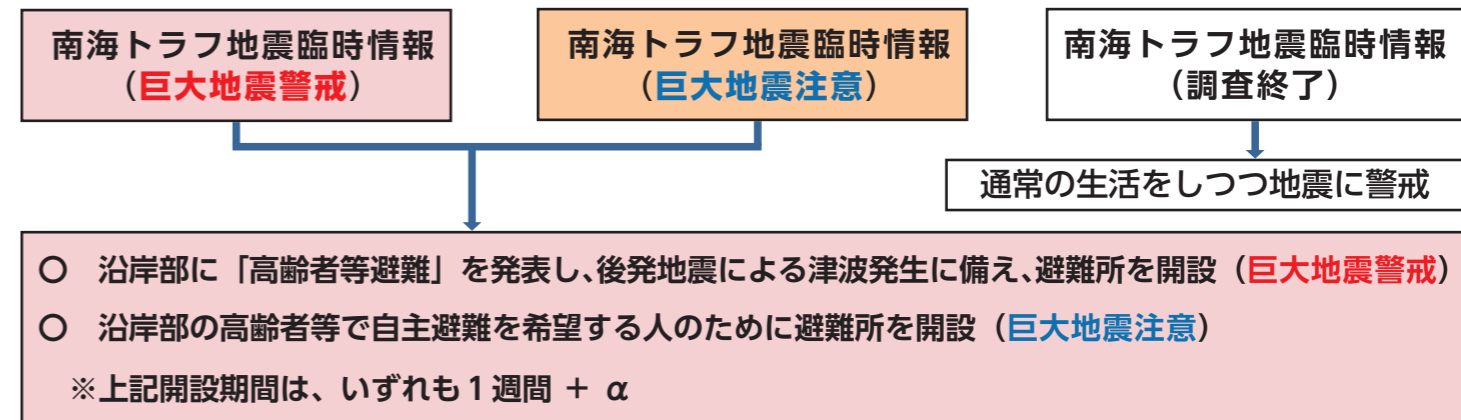 南海トラフ地震臨時情報
（巨大地震警戒）
南海トラフ地震臨時情報
（巨大地震注意）
南海トラフ地震臨時情報
（調査終了）
通常の生活をしつつ地震に警戒
〇　沿岸部に「高齢者等避難」を発表し、後発地震による津波発生に備え、避難所を開設（巨大地震警戒）
〇　沿岸部の高齢者等で自主避難を希望する人のために避難所を開設（巨大地震注意）
※上記開設期間は、いずれも１週間 ＋ α